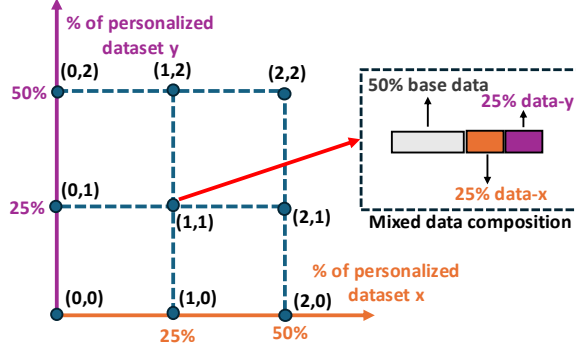 % of personalized
dataset y
(0,2)
(1,2)
(2,2)
50%
50% base data
25% data-y
25% data-x
Mixed data composition
(0,1)
25%
(1,1)
(2,1)
% of personalized
dataset x
(0,0)
(1,0)
(2,0)
25%
50%